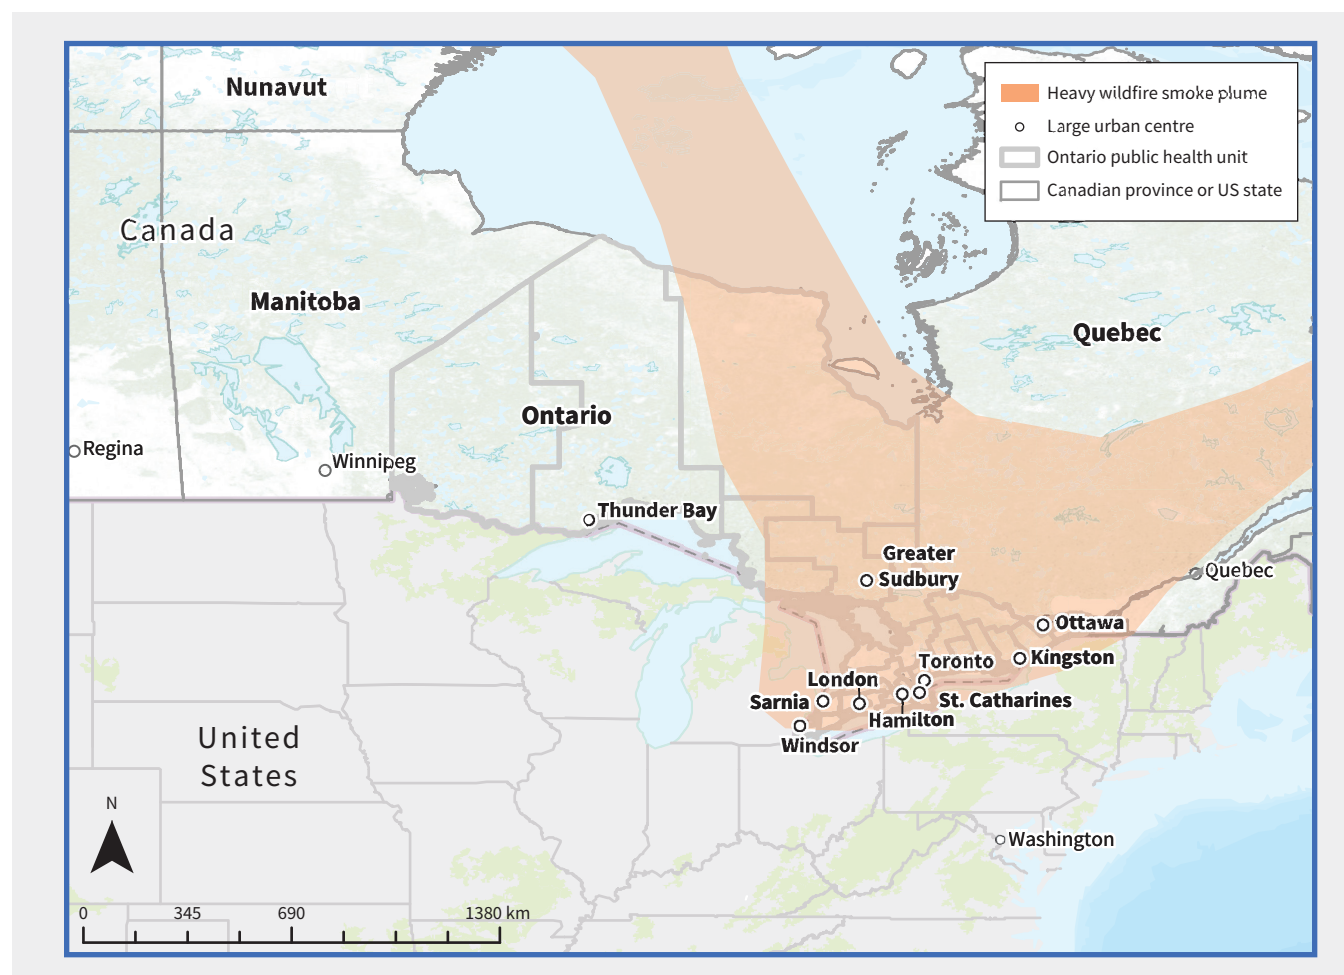 Nunavut
Heavy wildfire smoke plume
Large urban centre
Ontario public health unit
Canadian province or US state
Canada
Manitoba
Quebec
Ontario
Regina
Winnipeg
Thunder Bay
Greater
Sudbury
Quebec
Ottawa
Kingston
Toronto
London
Sarnia
St. Catharines
Hamilton
Windsor
United
States
N
Washington
0 345 690 1380 km